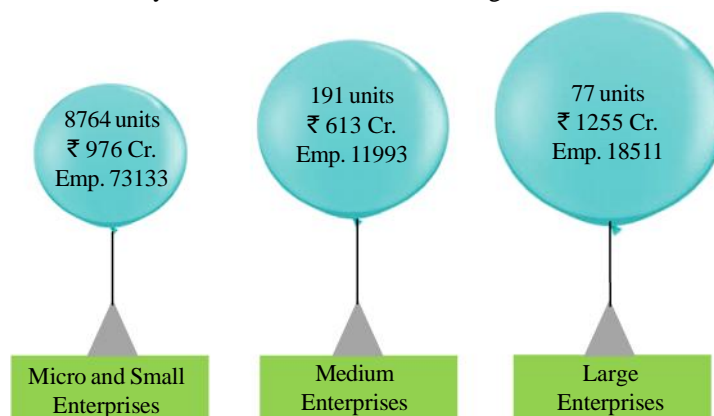 8764 units
₹ 976 Cr.
Emp. 73133
191 units
₹ 613 Cr.
Emp. 11993
77 units
₹ 1255 Cr.
Emp. 18511
Micro and Small
Enterprises
Medium
Enterprises
Large
Enterprises